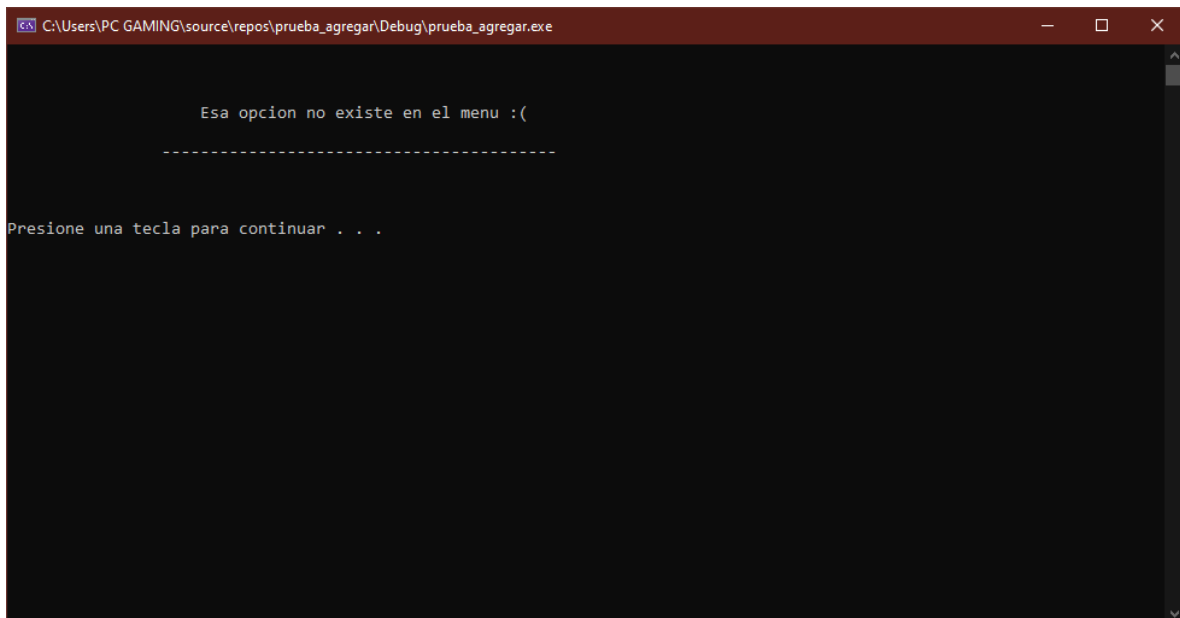 C:\Users\PC GAMING\source\repos\prueba_agregar\Debug\prueba_agregar.exe
Esa opcion no existe en el menu :(
-----------------------------------------
Presione una tecla para continuar . . .